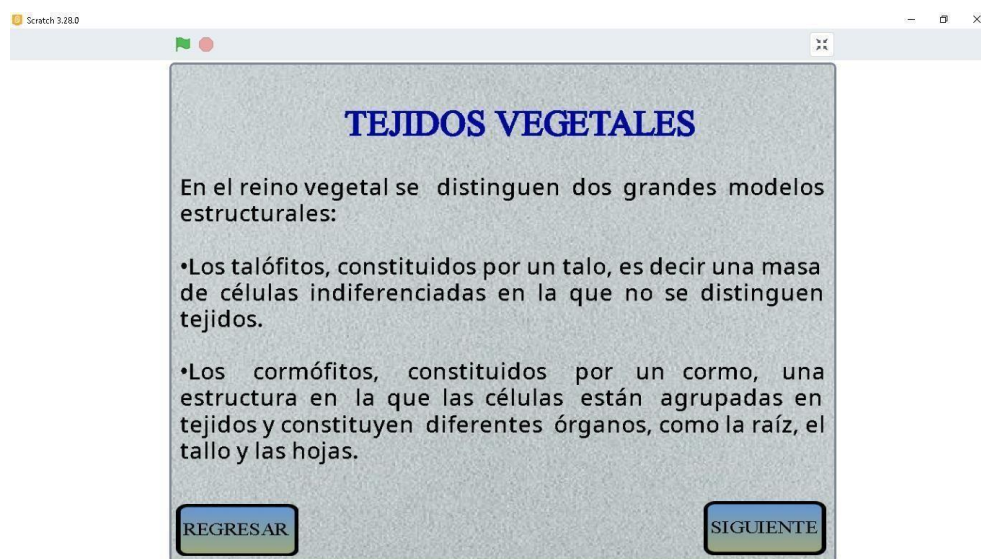 Scratch 3.28.0
TEJIDOS VEGETALES
En el reino vegetal se distinguen dos grandes modelos
estructurales:
•Los talófitos, constituidos por un talo, es decir una masa
de células indiferenciadas en la que no se distinguen
tejidos.
•Los cormófitos, constituidos por un cormo, una
estructura en la que las células están agrupadas en
tejidos y constituyen diferentes órganos, como la raíz, el
tallo y las hojas.
REGRESAR
SIGUIENTE